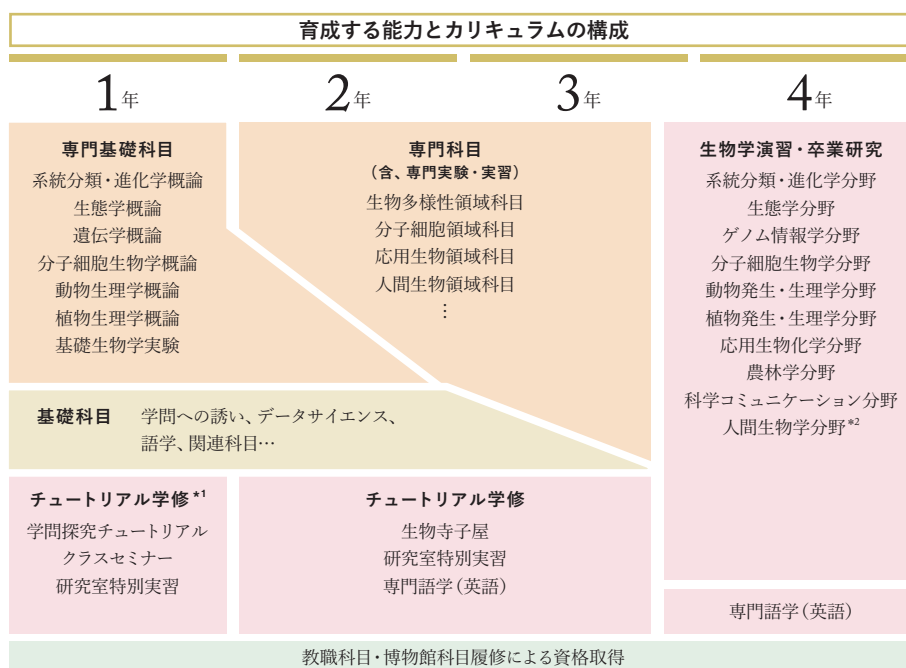 育成する能力とカリキュラムの構成
1年
2年
3年
4年
専門基礎科目
系統分類・進化学概論
生態学概論
遺伝学概論
分子細胞生物学概論
動物生理学概論
植物生理学概論
基礎生物学実験
専門科目
(含、専門実験・実習)
生物多様性領域科目
分子細胞領域科目
応用生物領域科目
人間生物領域科目
⋮
生物学演習・卒業研究
系統分類・進化学分野
生態学分野
ゲノム情報学分野
分子細胞生物学分野
動物発生・生理学分野
植物発生・生理学分野
応用生物化学分野
農林学分野
科学コミュニケーション分野
人間生物学分野*2
基礎科目 学問への誘い、データサイエンス、
語学、関連科目…
チュートリアル学修*1
学問探究チュートリアル
クラスセミナー
研究室特別実習
チュートリアル学修
生物寺子屋
研究室特別実習
専門語学(英語)
専門語学(英語)
教職科目・博物館科目履修による資格取得